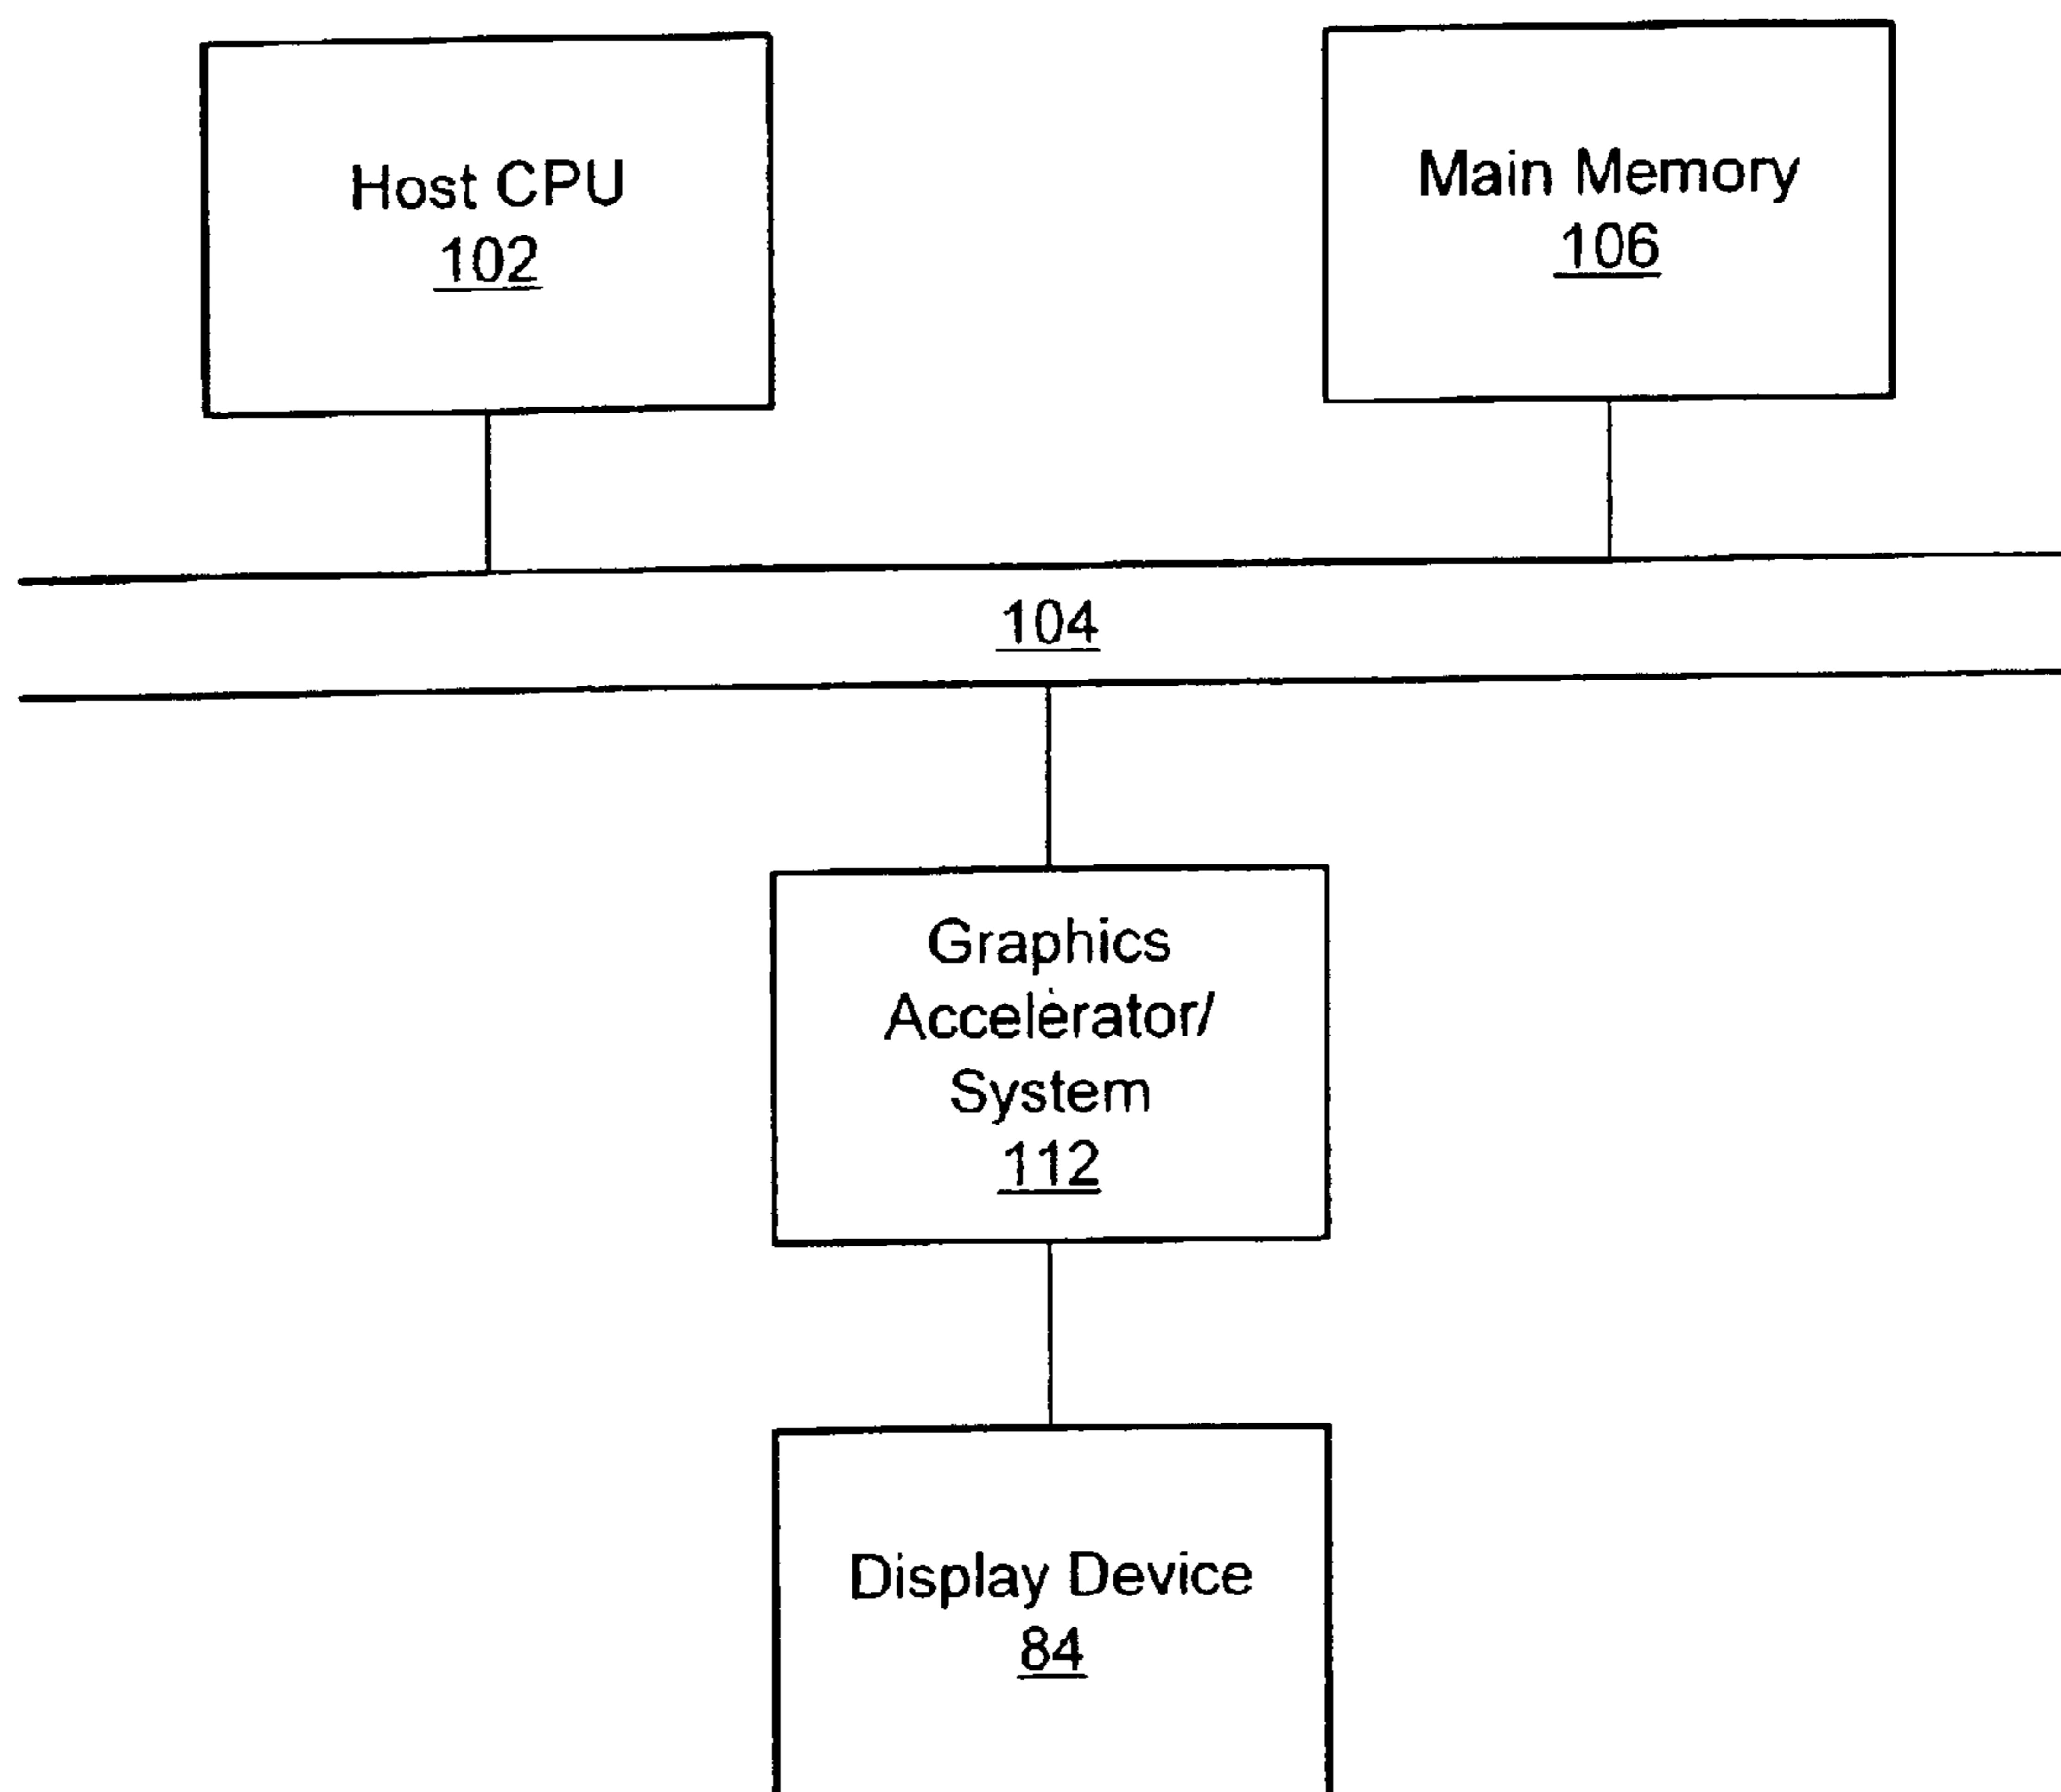 Host CPU
102
Main Memory
106
104
Graphics
Accelerator/
System
112
Display Device
84